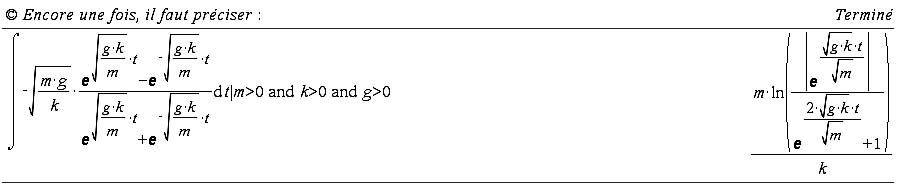 © Encore une fois, il faut préciser : Terminé
∫ -√(m·g/k) · (e^(√(g·k/m)·t) − e^(-√(g·k/m)·t)) / (e^(√(g·k/m)·t) + e^(-√(g·k/m)·t)) dt|m>0 and k>0 and g>0 m·ln(|e^(√(g·k)·t/√m)| / (e^(2·√(g·k)·t/√m) +1)) / k